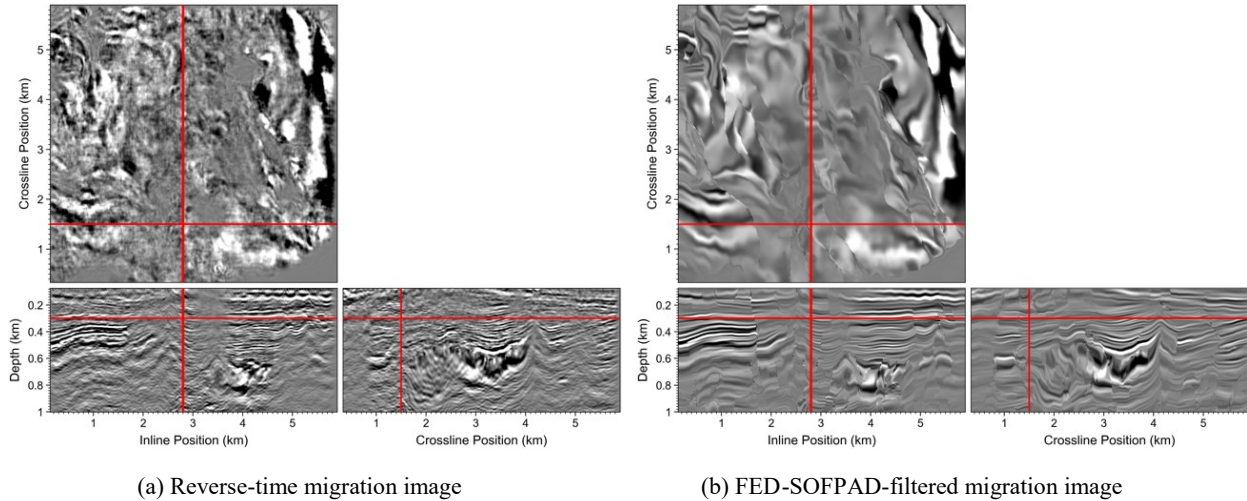 Crossline Position (km)
5
4
3
2
1
Depth (km)
0.2
0.4
0.6
0.8
1
1 2 3 4 5
Inline Position (km)
1 2 3 4 5
Crossline Position (km)
(a) Reverse-time migration image
Crossline Position (km)
5
4
3
2
1
Depth (km)
0.2
0.4
0.6
0.8
1
1 2 3 4 5
Inline Position (km)
1 2 3 4 5
Crossline Position (km)
(b) FED-SOFPAD-filtered migration image